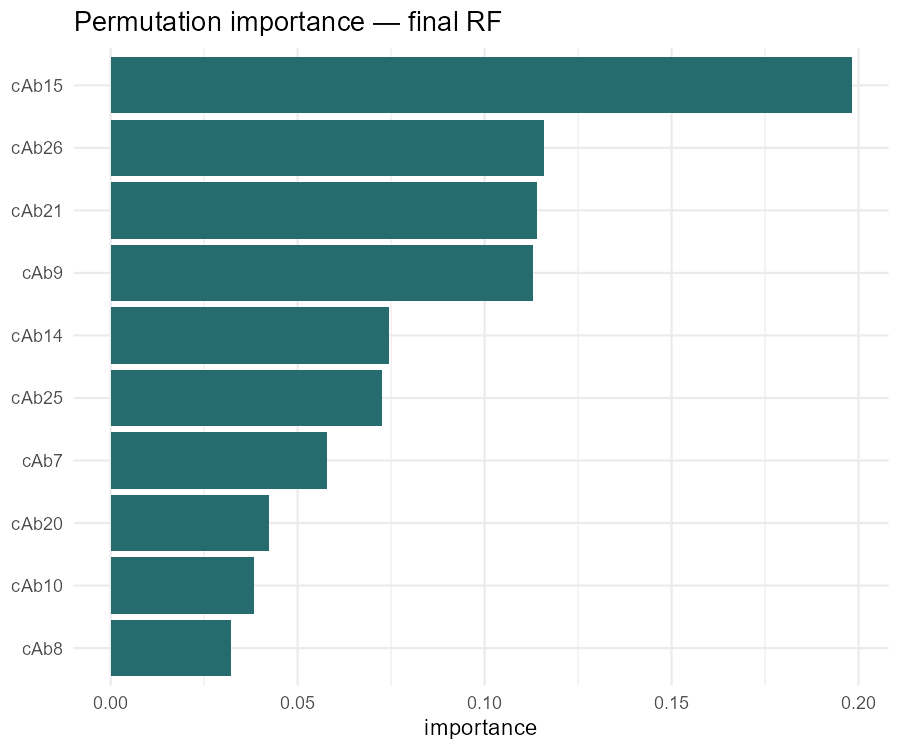 Permutation importance — final RF
cAb15
cAb26
cAb21
cAb9
cAb14
cAb25
cAb7
cAb20
cAb10
cAb8
0.00 0.05 0.10 0.15 0.20
importance